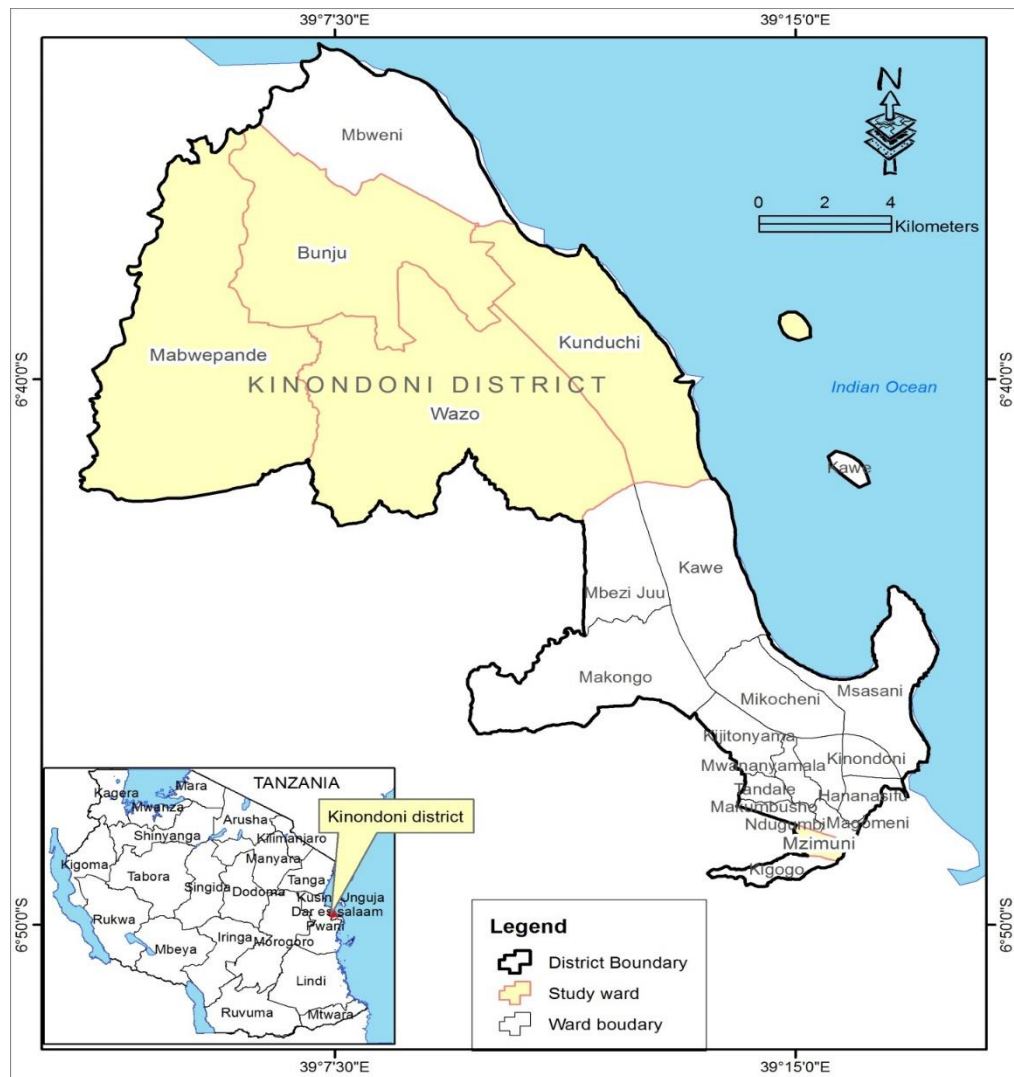 39°7'30"E
39°15'0"E
N
Mbweni
0 2 4
Kilometers
Bunju
Kunduchi
Mabwepande
6°40'0"S
6°40'0"S
KINONDONI DISTRICT
Indian Ocean
Wazo
Kawe
Kawe
Mbezi Juu
Makongo
Msasani
Mikocheni
Kijitonyama
Kinondoni
Mwananyamala
Tandale
Hananasifu
Makumbusho
Ndugumbi
Magomeni
Mzimuni
Kigogo
TANZANIA
Kagera
Mara
Mwanza
Kinondoni district
Arusha
Shinyanga
Kilimanjaro
Manyara
Kigoma
Tabora
Tanga
Singida
Dodoma
Kusini Unguja
Dar es salaam
Pwani
Rukwa
Iringa
Morogoro
Mbeya
Lindi
Ruvuma
Mtwara
Legend
District Boundary
Study ward
Ward boudary
6°50'0"S
6°50'0"S
39°7'30"E
39°15'0"E